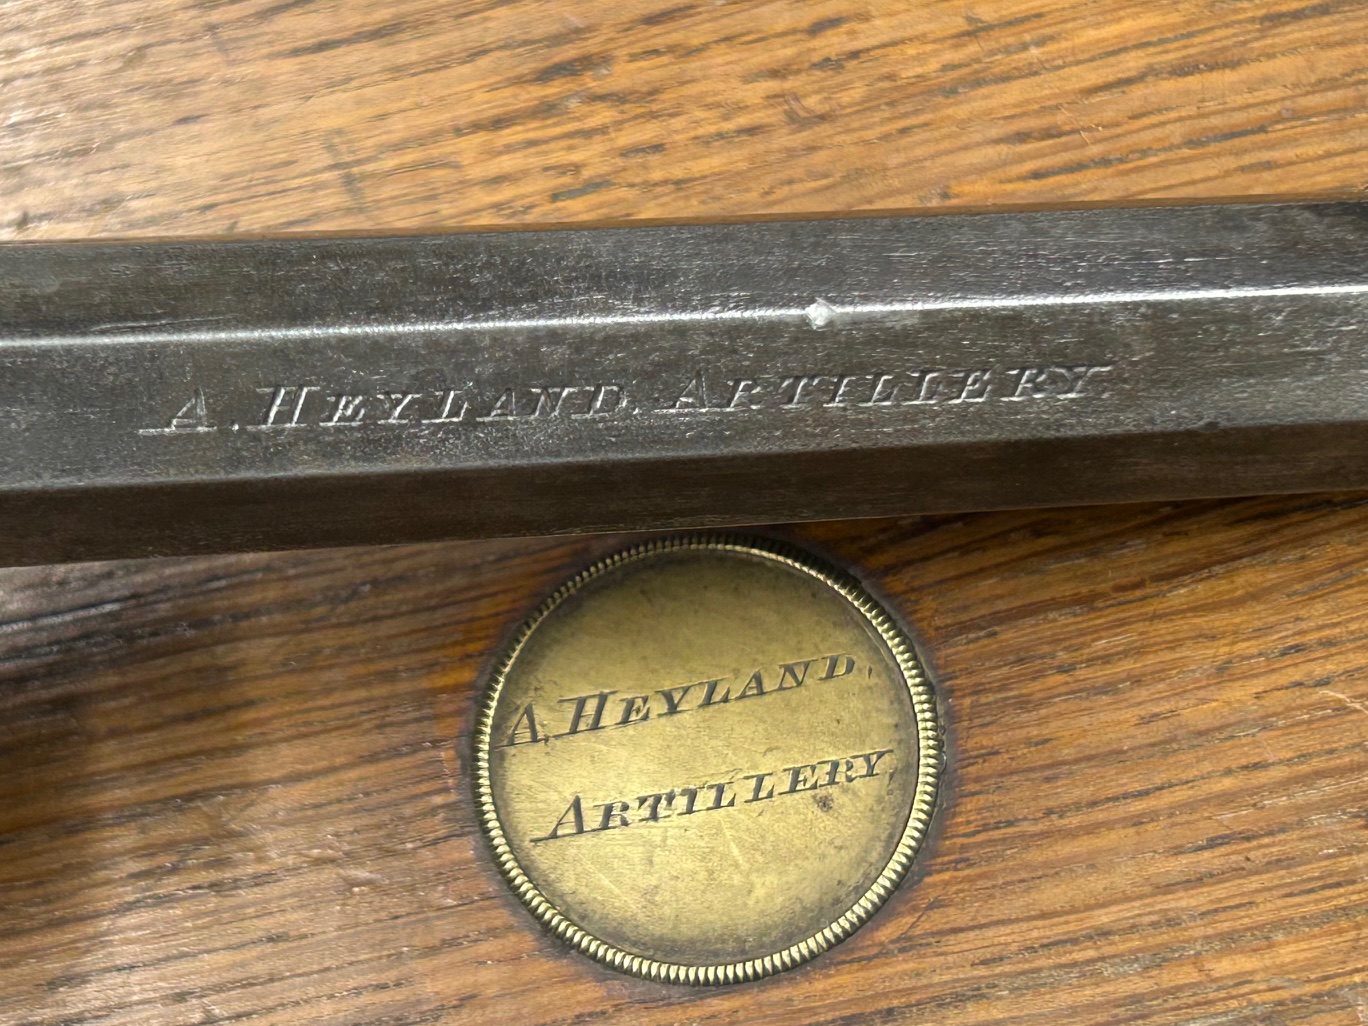 A. HEYLAND. ARTILLERY
A. HEYLAND,
ARTILLERY,